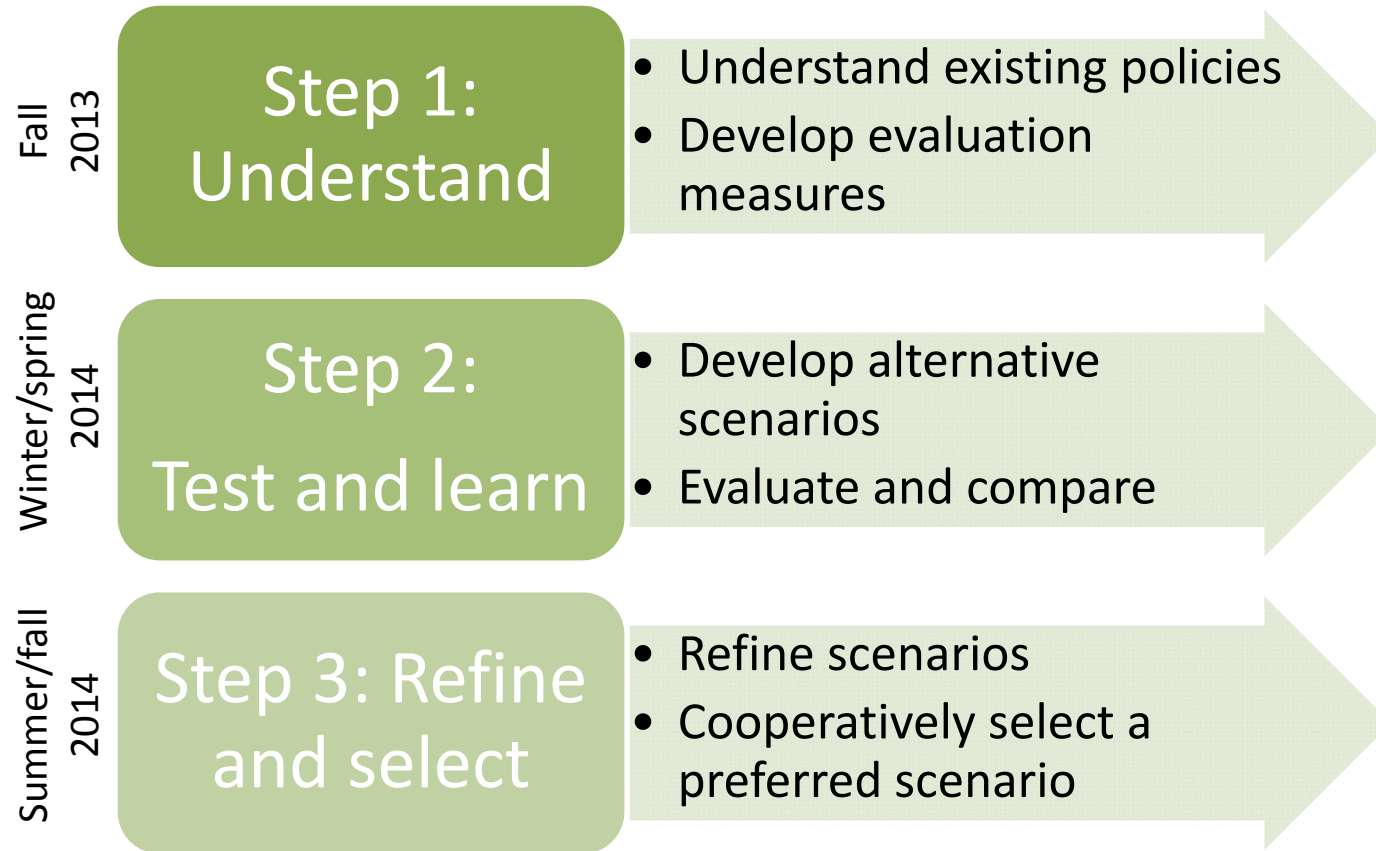 Fall
2013
Step 1:
Understand
• Understand existing policies
• Develop evaluation
measures
Winter/spring
2014
Step 2:
Test and learn
• Develop alternative
scenarios
• Evaluate and compare
Summer/fall
2014
Step 3: Refine
and select
• Refine scenarios
• Cooperatively select a
preferred scenario